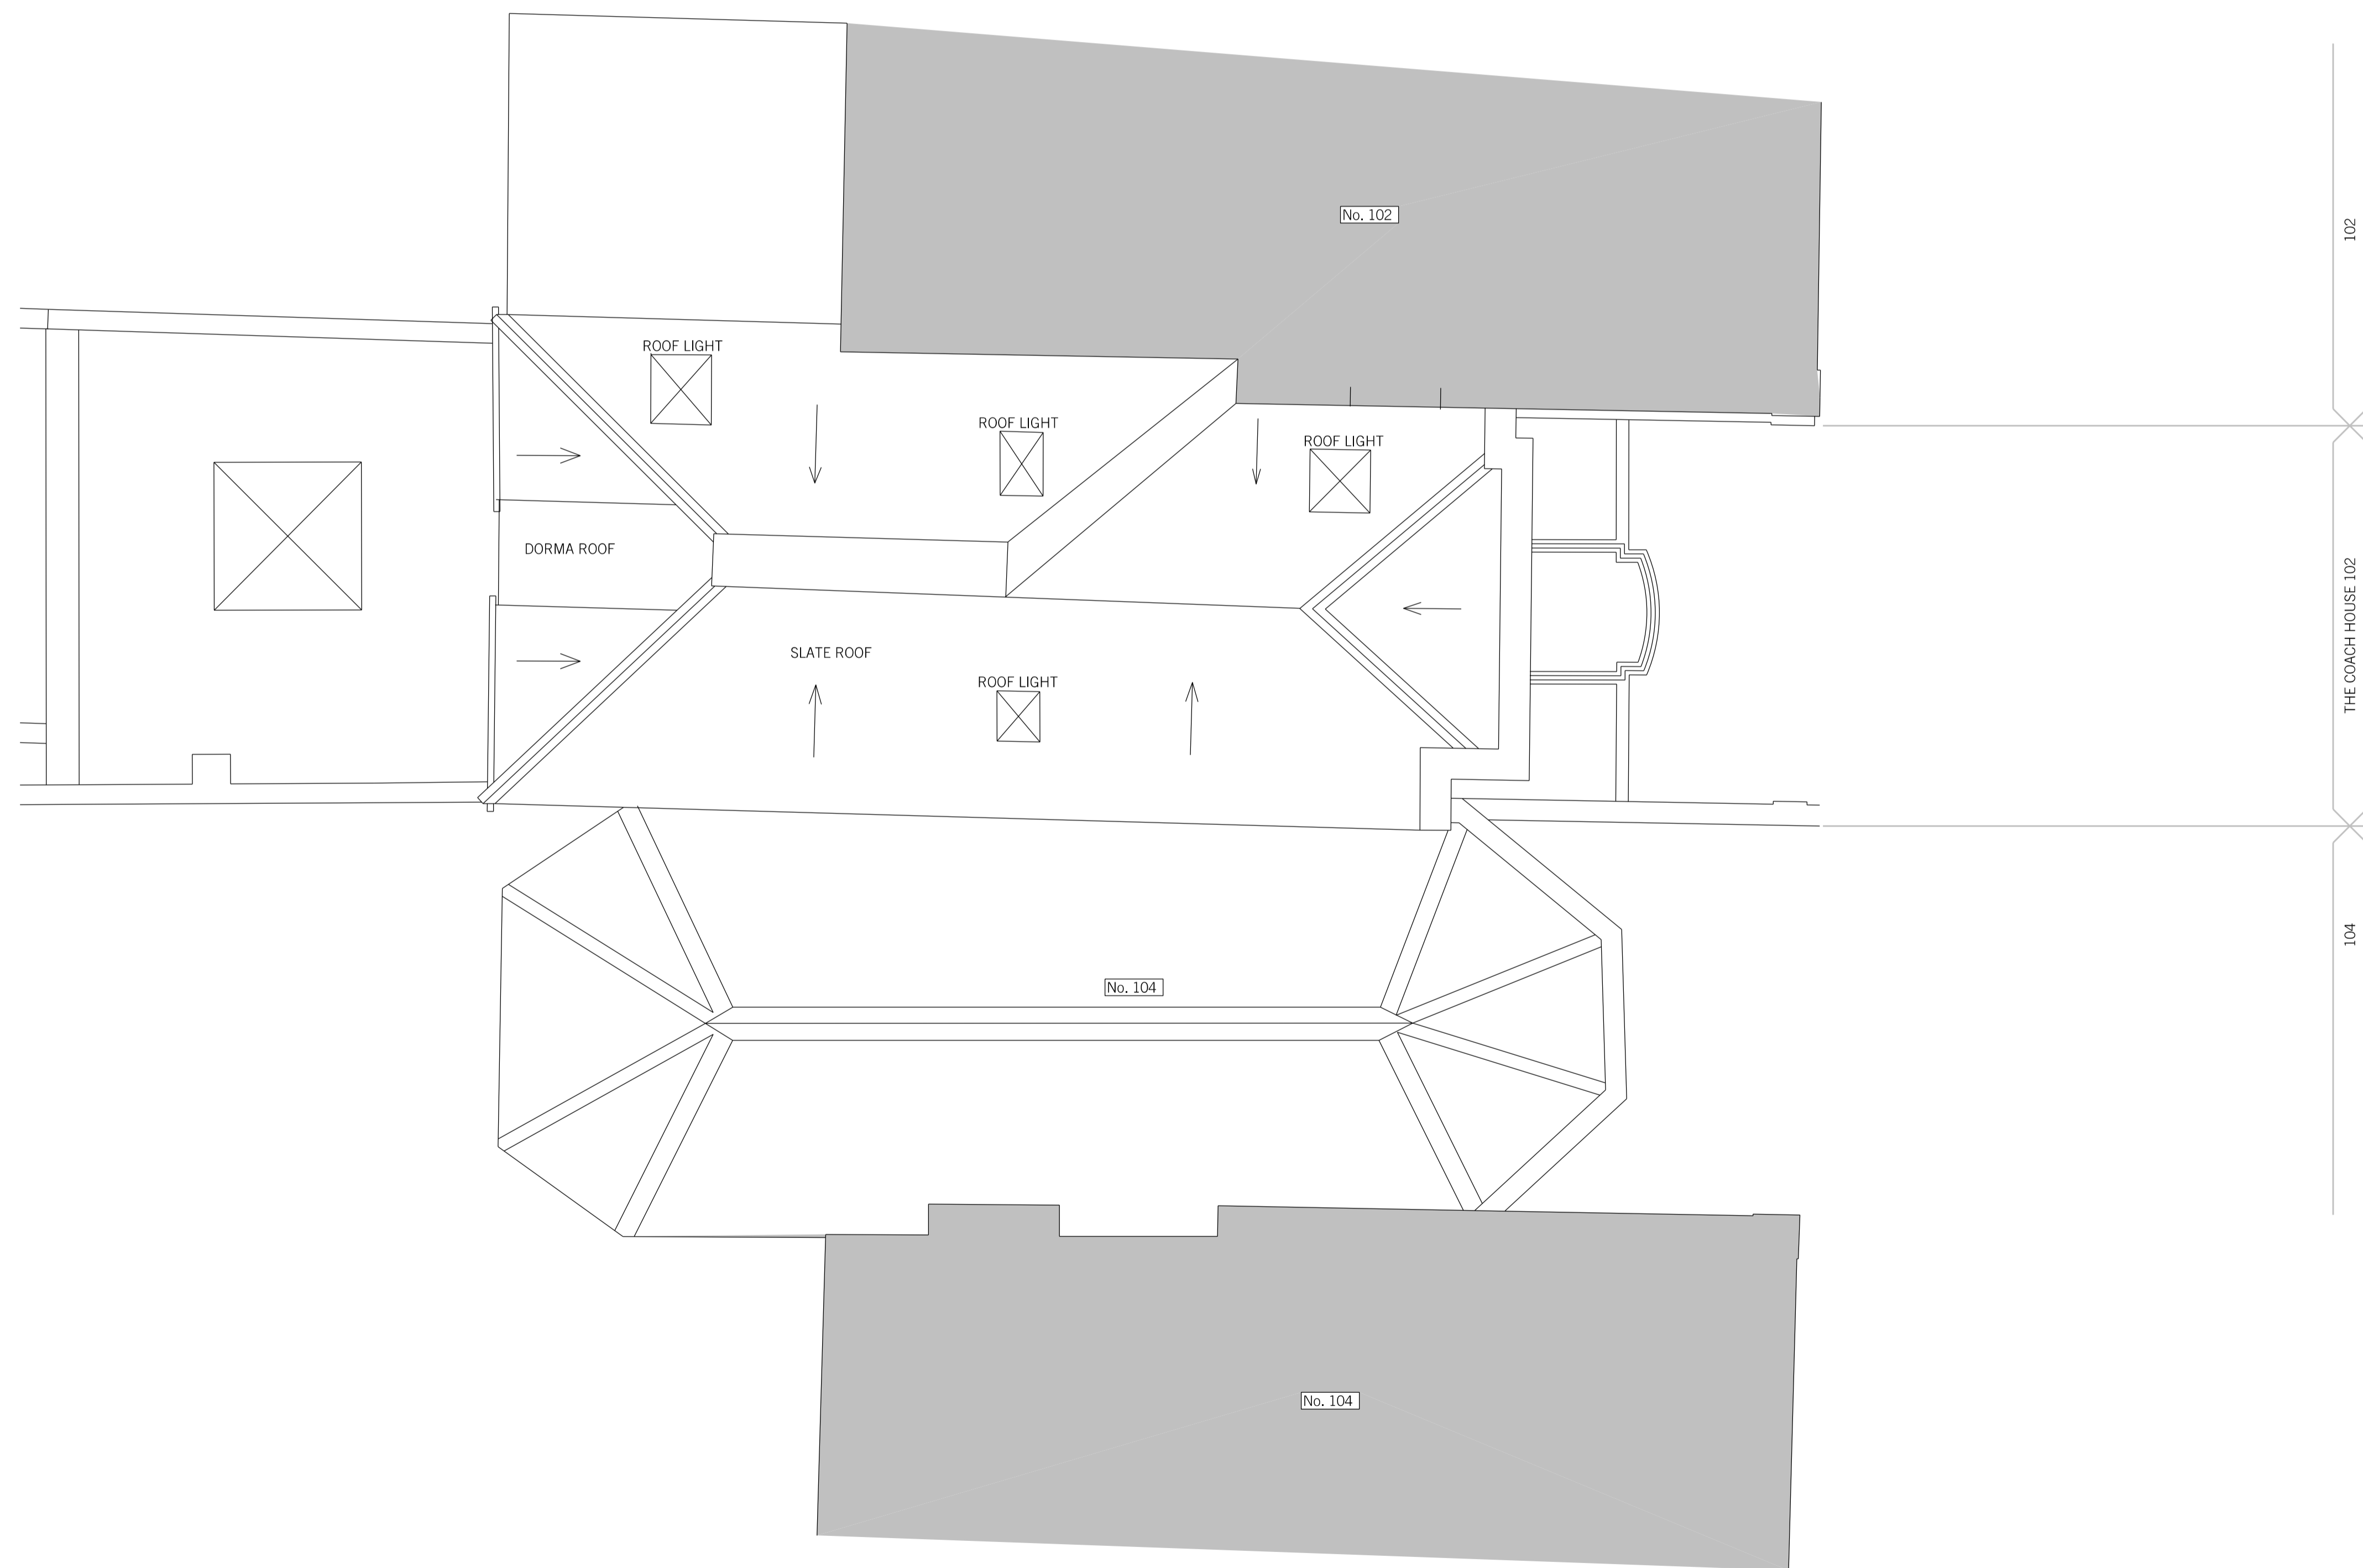 No. 102
102
ROOF LIGHT
ROOF LIGHT
ROOF LIGHT
DORMA ROOF
SLATE ROOF
ROOF LIGHT
THE COACH HOUSE 102
104
No. 104
No. 104